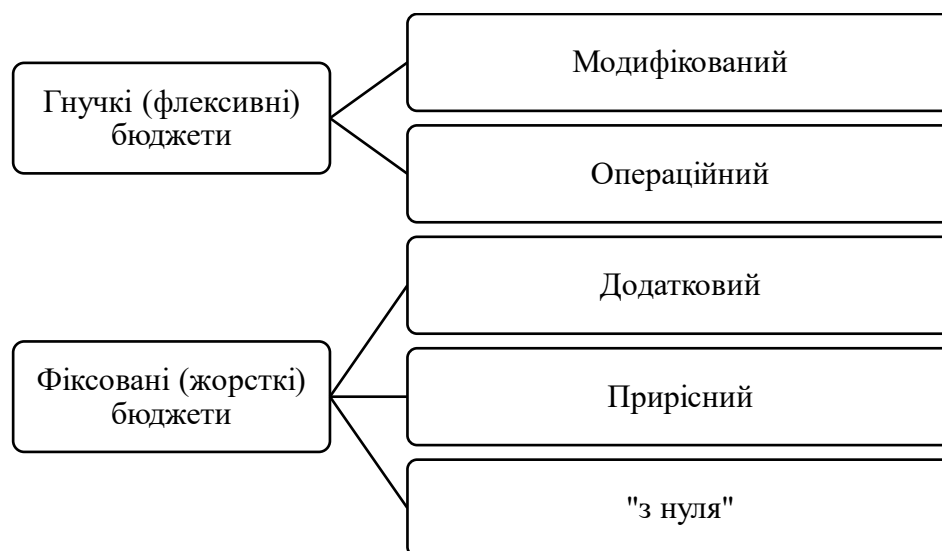 Гнучкі (флексивні)
бюджети
Модифікований
Операційний
Фіксовані (жорсткі)
бюджети
Додатковий
Прирісний
"з нуля"